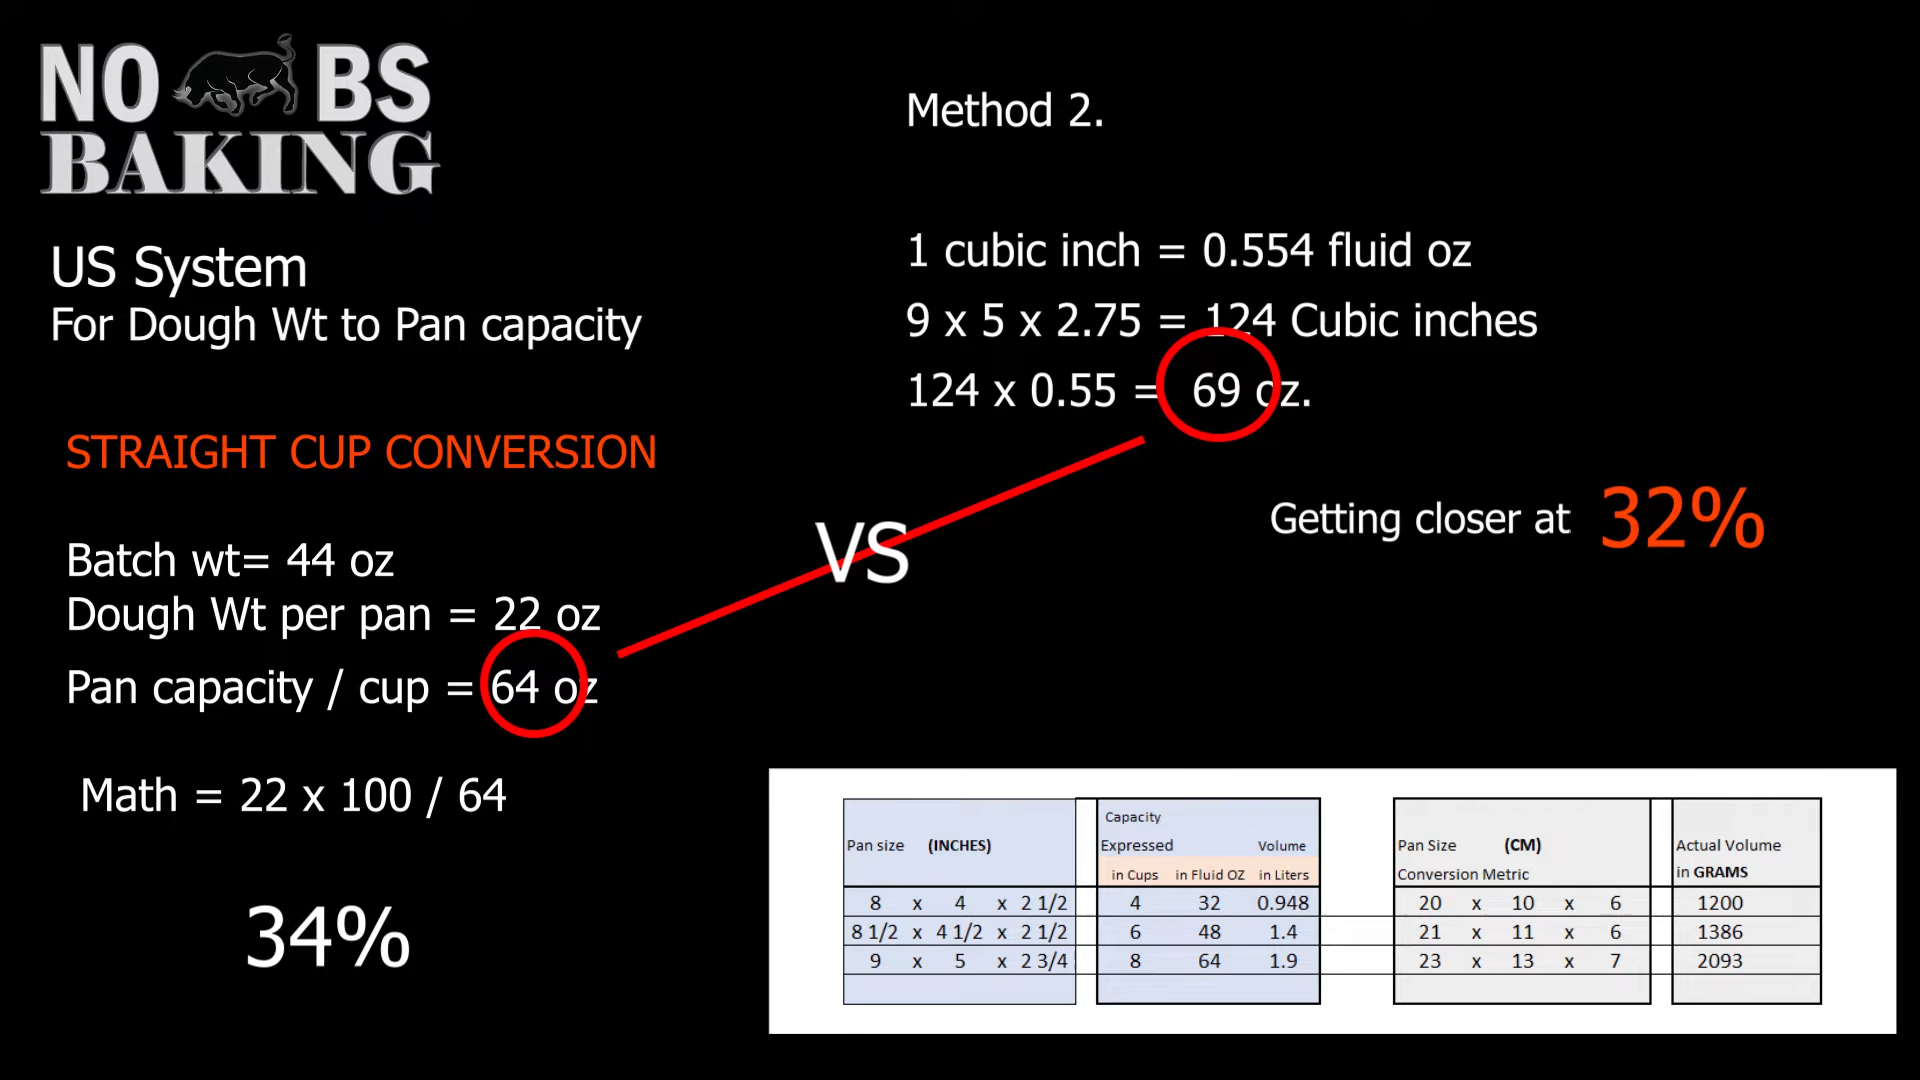 NO BS
BAKING
US System
For Dough Wt to Pan capacity
STRAIGHT CUP CONVERSION
Batch wt= 44 oz
Dough Wt per pan = 22 oz
Pan capacity / cup = 64 oz
Math = 22 x 100 / 64
34%
VS
Method 2.
1 cubic inch = 0.554 fluid oz
9 x 5 x 2.75 = 124 Cubic inches
124 x 0.55 = 69 oz.
Getting closer at 32%
Capacity
Pan size (INCHES) Expressed Volume Pan Size (CM) Actual Volume
in Cups in Fluid OZ in Liters Conversion Metric in GRAMS
8 x 4 x 2 1/2 4 32 0.948 20 x 10 x 6 1200
8 1/2 x 4 1/2 x 2 1/2 6 48 1.4 21 x 11 x 6 1386
9 x 5 x 2 3/4 8 64 1.9 23 x 13 x 7 2093